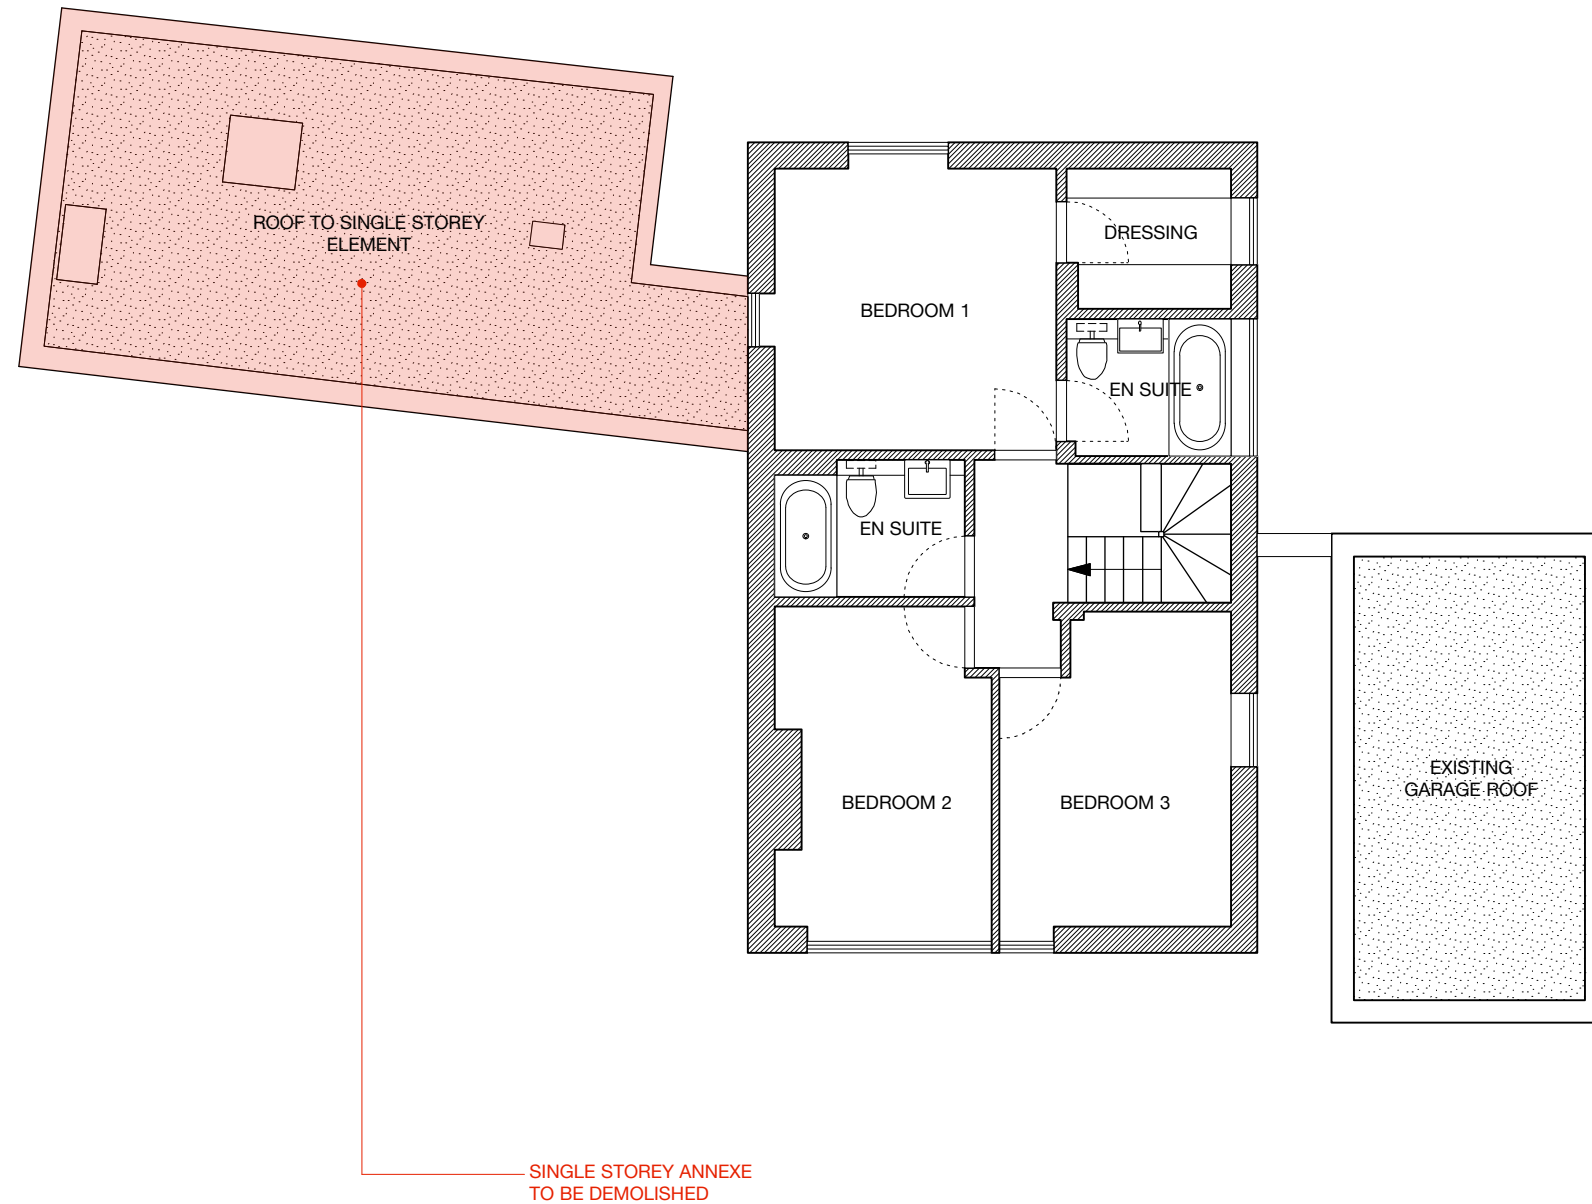 ROOF TO SINGLE STOREY
ELEMENT
DRESSING
BEDROOM 1
EN SUITE
EN SUITE
BEDROOM 2
BEDROOM 3
EXISTING
GARAGE ROOF
SINGLE STOREY ANNEXE
TO BE DEMOLISHED